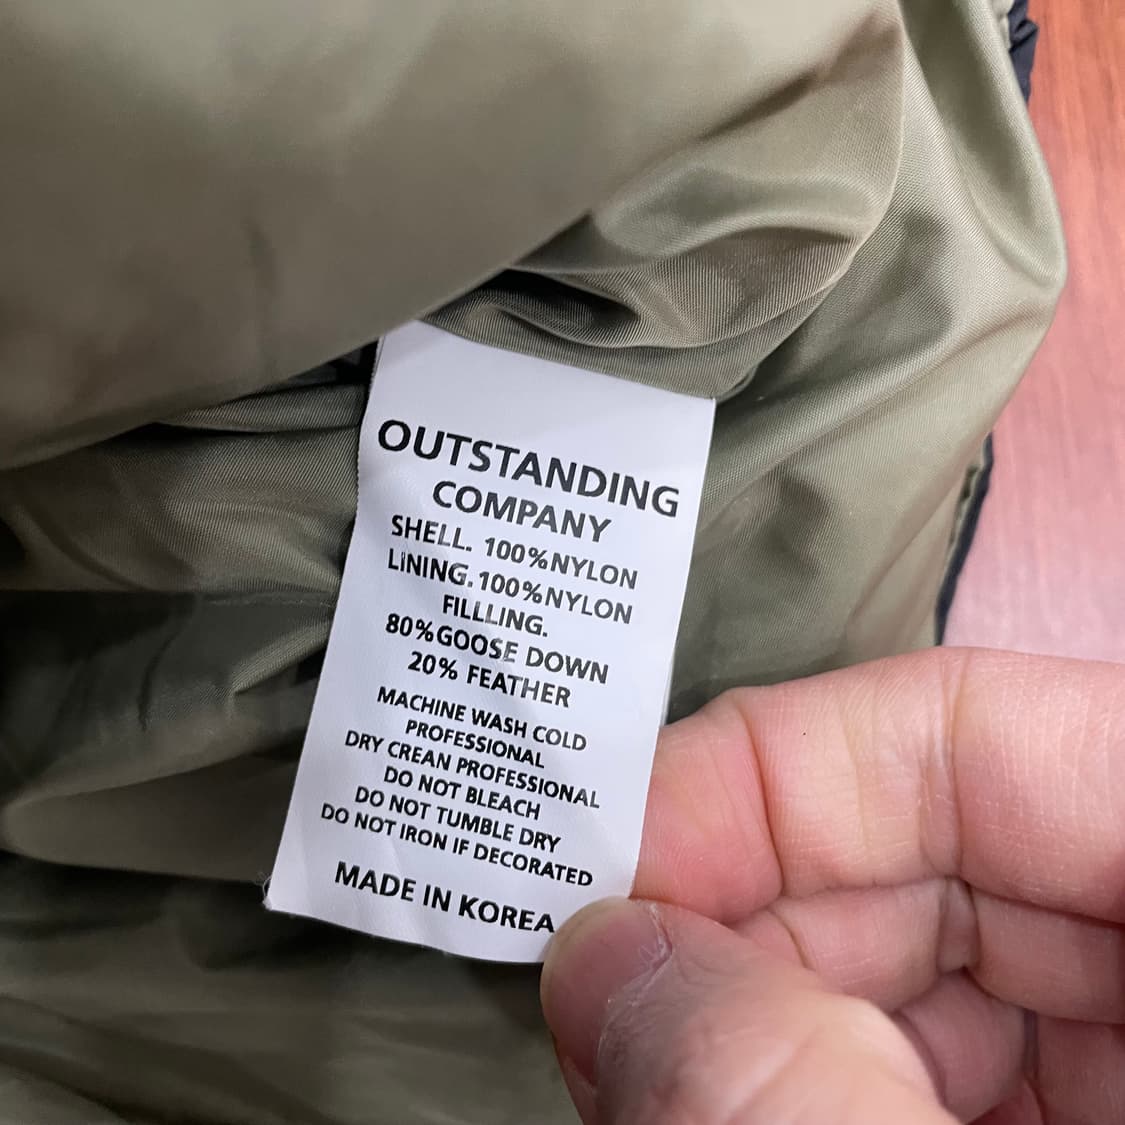 OUTSTANDING
COMPANY
SHELL. 100%NYLON
LINING.100%NYLON
FILLLING.
80%GOOSE DOWN
20% FEATHER
MACHINE WASH COLD
PROFESSIONAL
DRY CREAN PROFESSIONAL
DO NOT BLEACH
DO NOT TUMBLE DRY
DO NOT IRON IF DECORATED
MADE IN KOREA